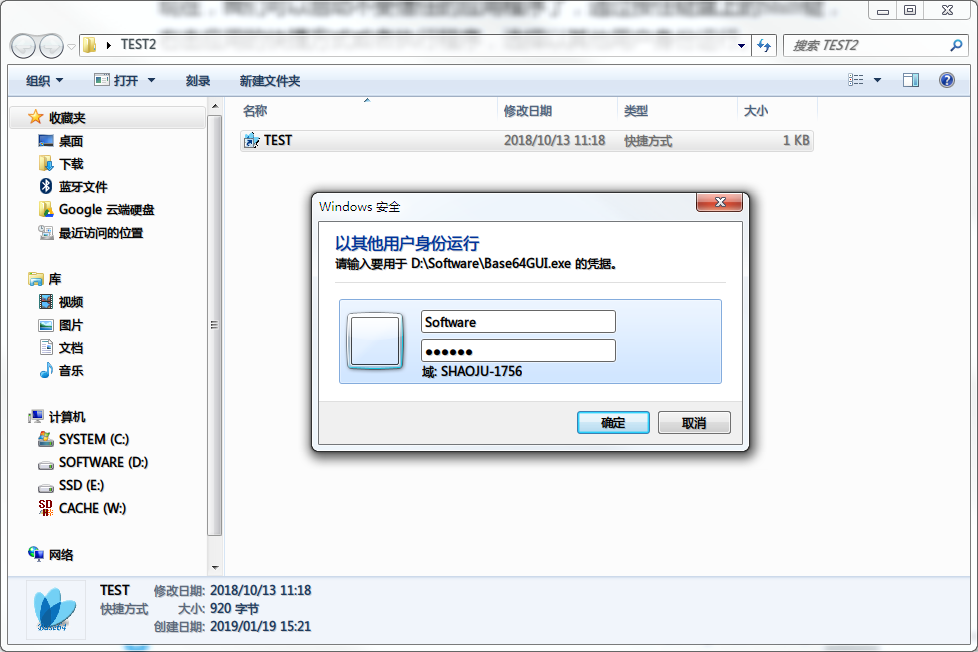 TEST2
搜索 TEST2
组织
打开
刻录
新建文件夹
收藏夹
桌面
下载
蓝牙文件
Google 云端硬盘
最近访问的位置
库
视频
图片
文档
音乐
计算机
SYSTEM (C:)
SOFTWARE (D:)
SSD (E:)
CACHE (W:)
网络
名称 修改日期 类型 大小
TEST 2018/10/13 11:18 快捷方式 1 KB
Windows 安全
以其他用户身份运行
请输入要用于 D:\Software\Base64GUI.exe 的凭据。
Software
●●●●●●
域: SHAOJU-1756
确定 取消
TEST 修改日期: 2018/10/13 11:18
快捷方式 大小: 920 字节
创建日期: 2019/01/19 15:21
Base64